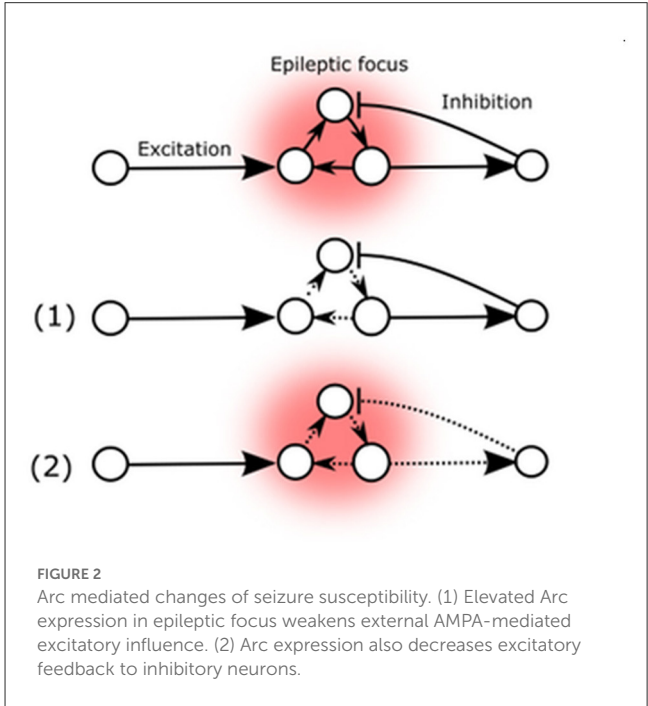 Epileptic focus
Inhibition
Excitation
(1)
(2)
FIGURE 2
Arc mediated changes of seizure susceptibility. (1) Elevated Arc
expression in epileptic focus weakens external AMPA-mediated
excitatory influence. (2) Arc expression also decreases excitatory
feedback to inhibitory neurons.